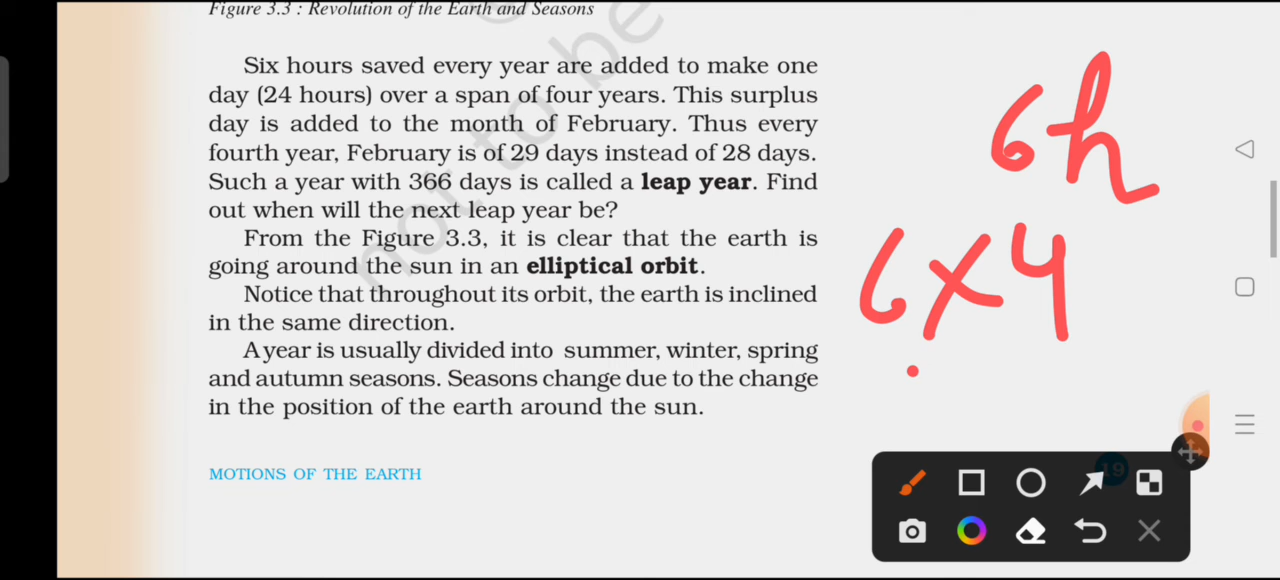 Figure 3.3 : Revolution of the Earth and Seasons
Six hours saved every year are added to make one
day (24 hours) over a span of four years. This surplus
day is added to the month of February. Thus every
fourth year, February is of 29 days instead of 28 days.
Such a year with 366 days is called a leap year. Find
out when will the next leap year be?
From the Figure 3.3, it is clear that the earth is
going around the sun in an elliptical orbit.
Notice that throughout its orbit, the earth is inclined
in the same direction.
A year is usually divided into summer, winter, spring
and autumn seasons. Seasons change due to the change
in the position of the earth around the sun.
MOTIONS OF THE EARTH
19
not to be
6h
6x4